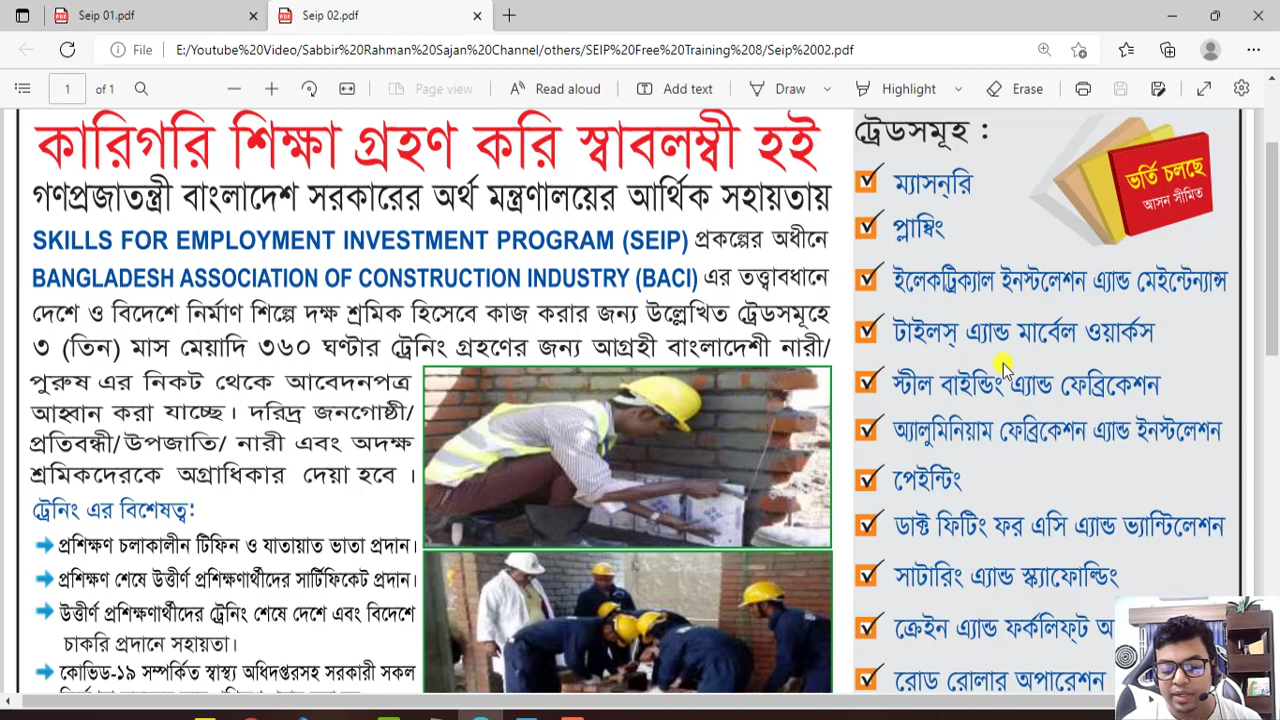 Seip 01.pdf
Seip 02.pdf
File
E:/Youtube%20Video/Sabbir%20Rahman%20Sajan%20Channel/others/SEIP%20Free%20Training%208/Seip%2002.pdf
1 of 1
Page view
Read aloud
Add text
Draw
Highlight
Erase
কারিগরি শিক্ষা গ্রহণ করি স্বাবলম্বী হই
গণপ্রজাতন্ত্রী বাংলাদেশ সরকারের অর্থ মন্ত্রণালয়ের আর্থিক সহায়তায়
SKILLS FOR EMPLOYMENT INVESTMENT PROGRAM (SEIP) প্রকল্পের অধীনে
BANGLADESH ASSOCIATION OF CONSTRUCTION INDUSTRY (BACI) এর তত্ত্বাবধানে
দেশে ও বিদেশে নির্মাণ শিল্পে দক্ষ শ্রমিক হিসেবে কাজ করার জন্য উল্লেখিত ট্রেডসমূহে
৩ (তিন) মাস মেয়াদি ৩৬০ ঘণ্টার ট্রেনিং গ্রহণের জন্য আগ্রহী বাংলাদেশী নারী/
পুরুষ এর নিকট থেকে আবেদনপত্র
আহ্বান করা যাচ্ছে। দরিদ্র জনগোষ্ঠী/
প্রতিবন্ধী/উপজাতি/ নারী এবং অদক্ষ
শ্রমিকদেরকে অগ্রাধিকার দেয়া হবে ।
ট্রেনিং এর বিশেষত্ব:
প্রশিক্ষণ চলাকালীন টিফিন ও যাতায়াত ভাতা প্রদান।
প্রশিক্ষণ শেষে উত্তীর্ণ প্রশিক্ষণার্থীদের সার্টিফিকেট প্রদান।
উত্তীর্ণ প্রশিক্ষণার্থীদের ট্রেনিং শেষে দেশে এবং বিদেশে
চাকরি প্রদানে সহায়তা।
কোভিড-১৯ সম্পর্কিত স্বাস্থ্য অধিদপ্তরসহ সরকারী সকল
ট্রেডসমূহ :
ভর্তি চলছে
আসন সীমিত
ম্যাসন্‌রি
প্লাম্বিং
ইলেকট্রিক্যাল ইনস্টলেশন এ্যান্ড মেইন্টেন্যান্স
টাইলস্ এ্যান্ড মার্বেল ওয়ার্কস
স্টীল বাইন্ডিং এ্যান্ড ফেব্রিকেশন
অ্যালুমিনিয়াম ফেব্রিকেশন এ্যান্ড ইনস্টলেশন
পেইন্টিং
ডাক্ট ফিটিং ফর এসি এ্যান্ড ভ্যান্টিলেশন
সাটারিং এ্যান্ড স্ক্যাফোল্ডিং
ক্রেইন এ্যান্ড ফর্কলিফ্ট
রোড রোলার অপারেশন